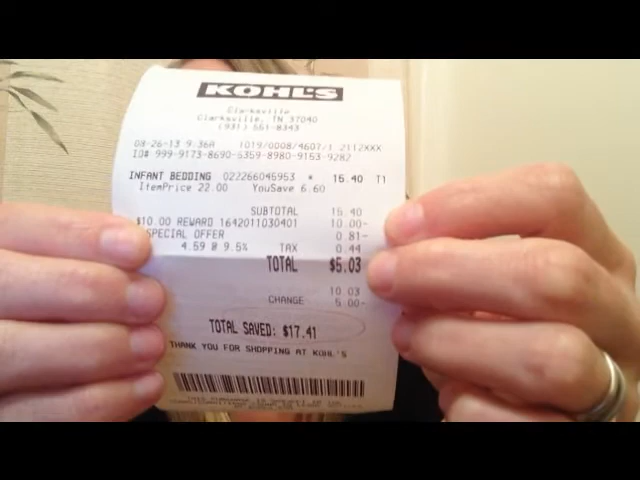 KOHL'S
Clarksville
Clarksville, TN 37040
(931) 551-8343
08-26-13 9:36A 1019/0008/4607/1 2112XXX
ID# 999-9173-8690-5359-8980-9153-9282
INFANT BEDDING 022266045953 * 15.40 T1
ItemPrice 22.00 YouSave 6.60
SUBTOTAL 15.40
$10.00 REWARD 1642011030401 10.00-
SPECIAL OFFER 0.81-
4.59 @ 9.5% TAX 0.44
TOTAL $5.03
10.03
CHANGE 5.00-
TOTAL SAVED: $17.41
THANK YOU FOR SHOPPING AT KOHL'S